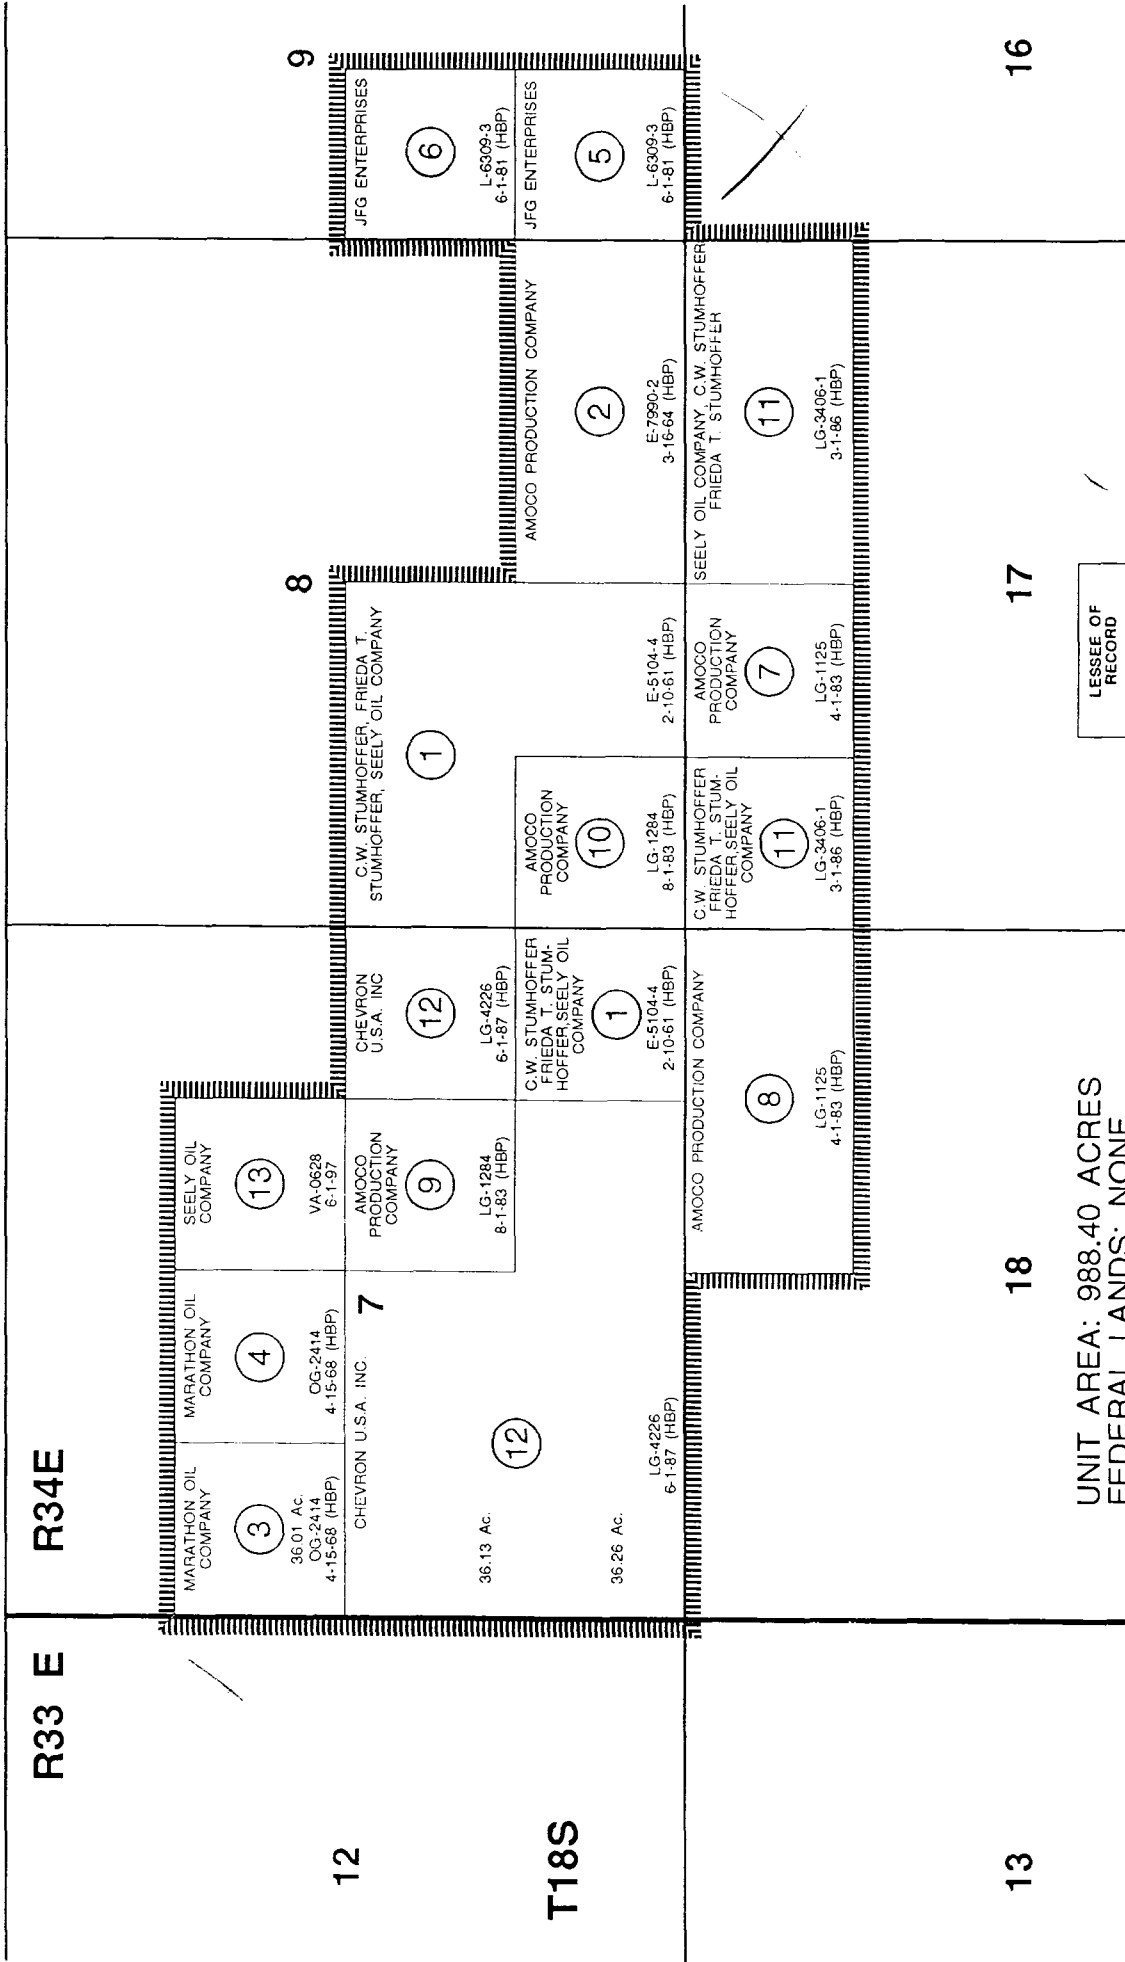 R33 E
R34E
12
T18S
13
MARATHON OIL
COMPANY
3
36.01 Ac.
OG-2414
4-15-68 (HBP)
MARATHON OIL
COMPANY
4
OG-2414
4-15-68 (HBP)
SEELY OIL
COMPANY
13
VA-0628
6-1-97
7
CHEVRON U.S.A. INC.
36.13 Ac.
12
36.26 Ac.
LG-4226
6-1-87 (HBP)
AMOCO
PRODUCTION
COMPANY
9
LG-1284
8-1-83 (HBP)
CHEVRON
U.S.A. INC
12
LG-4226
6-1-87 (HBP)
C.W. STUMHOFFER
FRIEDA T. STUM-
HOFFER,SEELY OIL
COMPANY
1
E-5104-4
2-10-61 (HBP)
8
C.W. STUMHOFFER, FRIEDA T.
STUMHOFFER, SEELY OIL COMPANY
1
E-5104-4
2-10-61 (HBP)
AMOCO
PRODUCTION
COMPANY
10
LG-1284
8-1-83 (HBP)
AMOCO PRODUCTION COMPANY
2
E-7990-2
3-16-64 (HBP)
9
JFG ENTERPRISES
6
L-6309-3
6-1-81 (HBP)
JFG ENTERPRISES
5
L-6309-3
6-1-81 (HBP)
AMOCO PRODUCTION COMPANY
8
LG-1125
4-1-83 (HBP)
C.W. STUMHOFFER
FRIEDA T. STUM-
HOFFER,SEELY OIL
COMPANY
11
LG-3406-1
3-1-86 (HBP)
AMOCO
PRODUCTION
COMPANY
7
LG-1125
4-1-83 (HBP)
SEELY OIL COMPANY, C.W. STUMHOFFER
FRIEDA T. STUMHOFFER
11
LG-3406-1
3-1-86 (HBP)
18
17
16
UNIT AREA: 988.40 ACRES
FEDERAL LANDS: NONE
LESSEE OF
RECORD